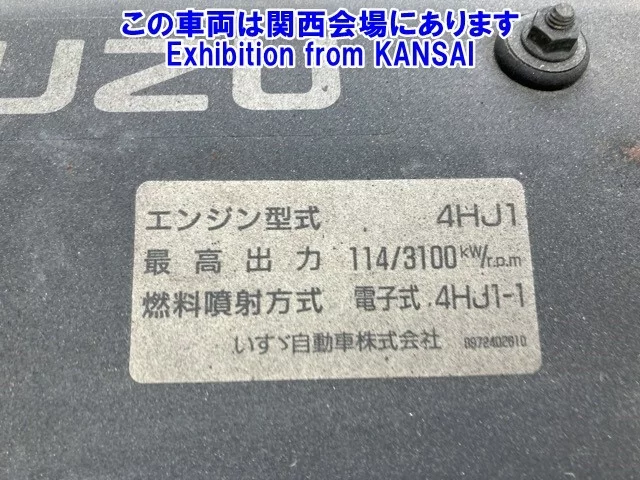 この車両は関西会場にあります
Exhibition from KANSAI
UZU
エンジン型式 4HJ1
最高出力 114/3100kW/r.p.m
燃料噴射方式 電子式 4HJ1-1
いすゞ自動車株式会社 8972402610